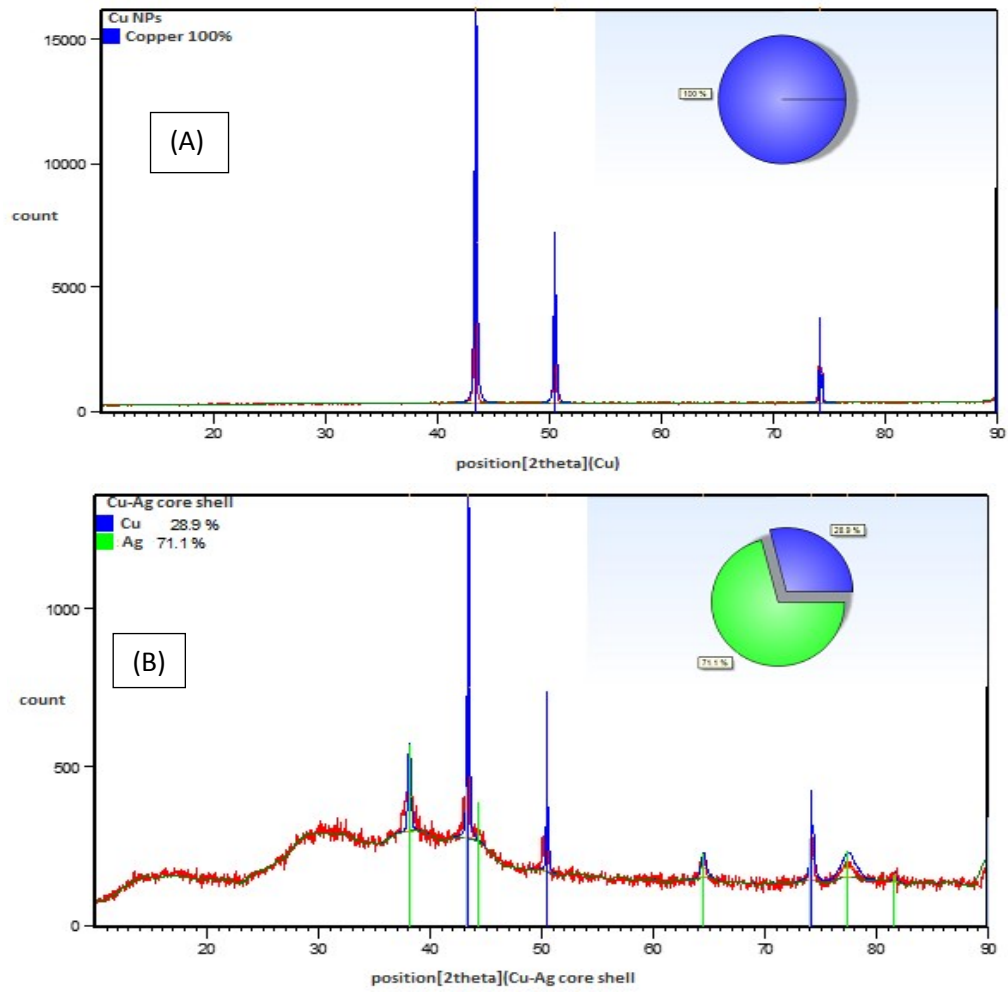 Cu NPs
Copper 100%
15000
100 %
(A)
10000
count
5000
0
20 30 40 50 60 70 80 90
position[2theta](Cu)
Cu-Ag core shell
Cu 28.9 %
Ag 71.1 %
28.9 %
1000
(B)
71.1 %
count
500
0
20 30 40 50 60 70 80 90
position[2theta](Cu-Ag core shell